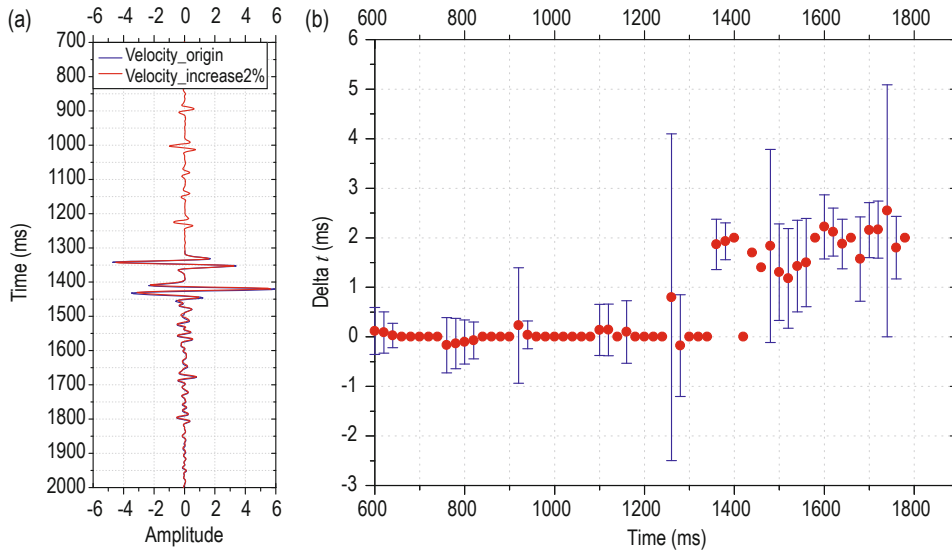 (a)
-6 -4 -2 0 2 4 6
700
800
900
1000
1100
1200
1300
1400
1500
1600
1700
1800
1900
2000
Time (ms)
Velocity_origin
Velocity_increase2%
-6 -4 -2 0 2 4 6
Amplitude
(b)
600 800 1000 1200 1400 1600 1800
6
5
4
3
2
1
0
-1
-2
-3
Delta t (ms)
600 800 1000 1200 1400 1600 1800
Time (ms)